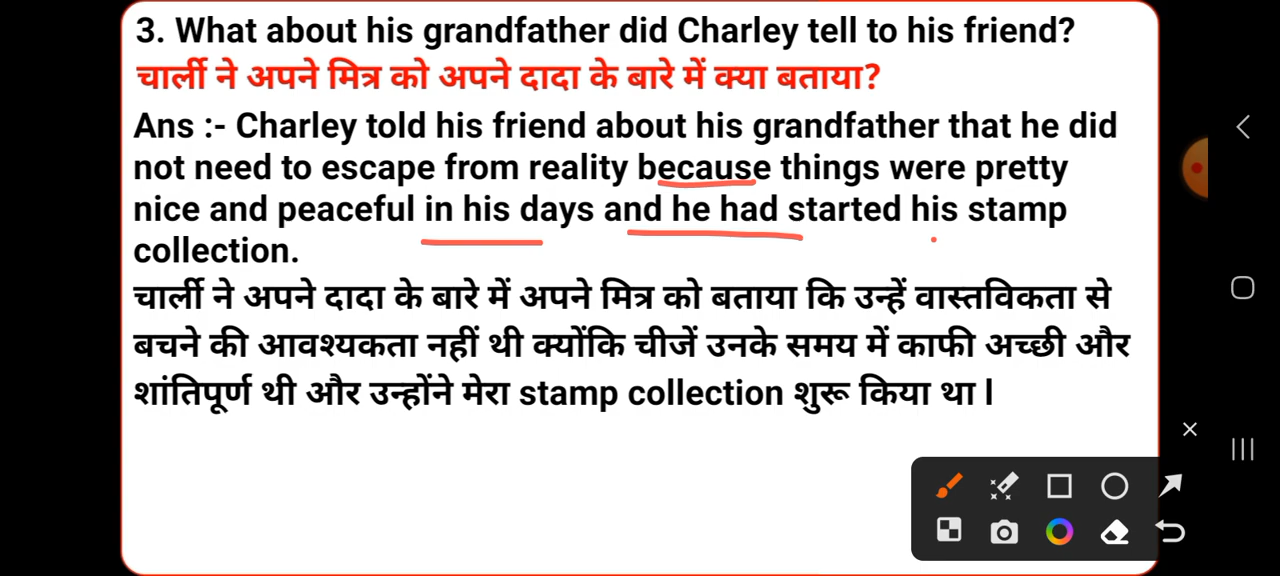 3. What about his grandfather did Charley tell to his friend?
चार्ली ने अपने मित्र को अपने दादा के बारे में क्या बताया?
Ans :- Charley told his friend about his grandfather that he did
not need to escape from reality because things were pretty
nice and peaceful in his days and he had started his stamp
collection.
चार्ली ने अपने दादा के बारे में अपने मित्र को बताया कि उन्हें वास्तविकता से
बचने की आवश्यकता नहीं थी क्योंकि चीजें उनके समय में काफी अच्छी और
शांतिपूर्ण थी और उन्होंने मेरा stamp collection शुरू किया था l